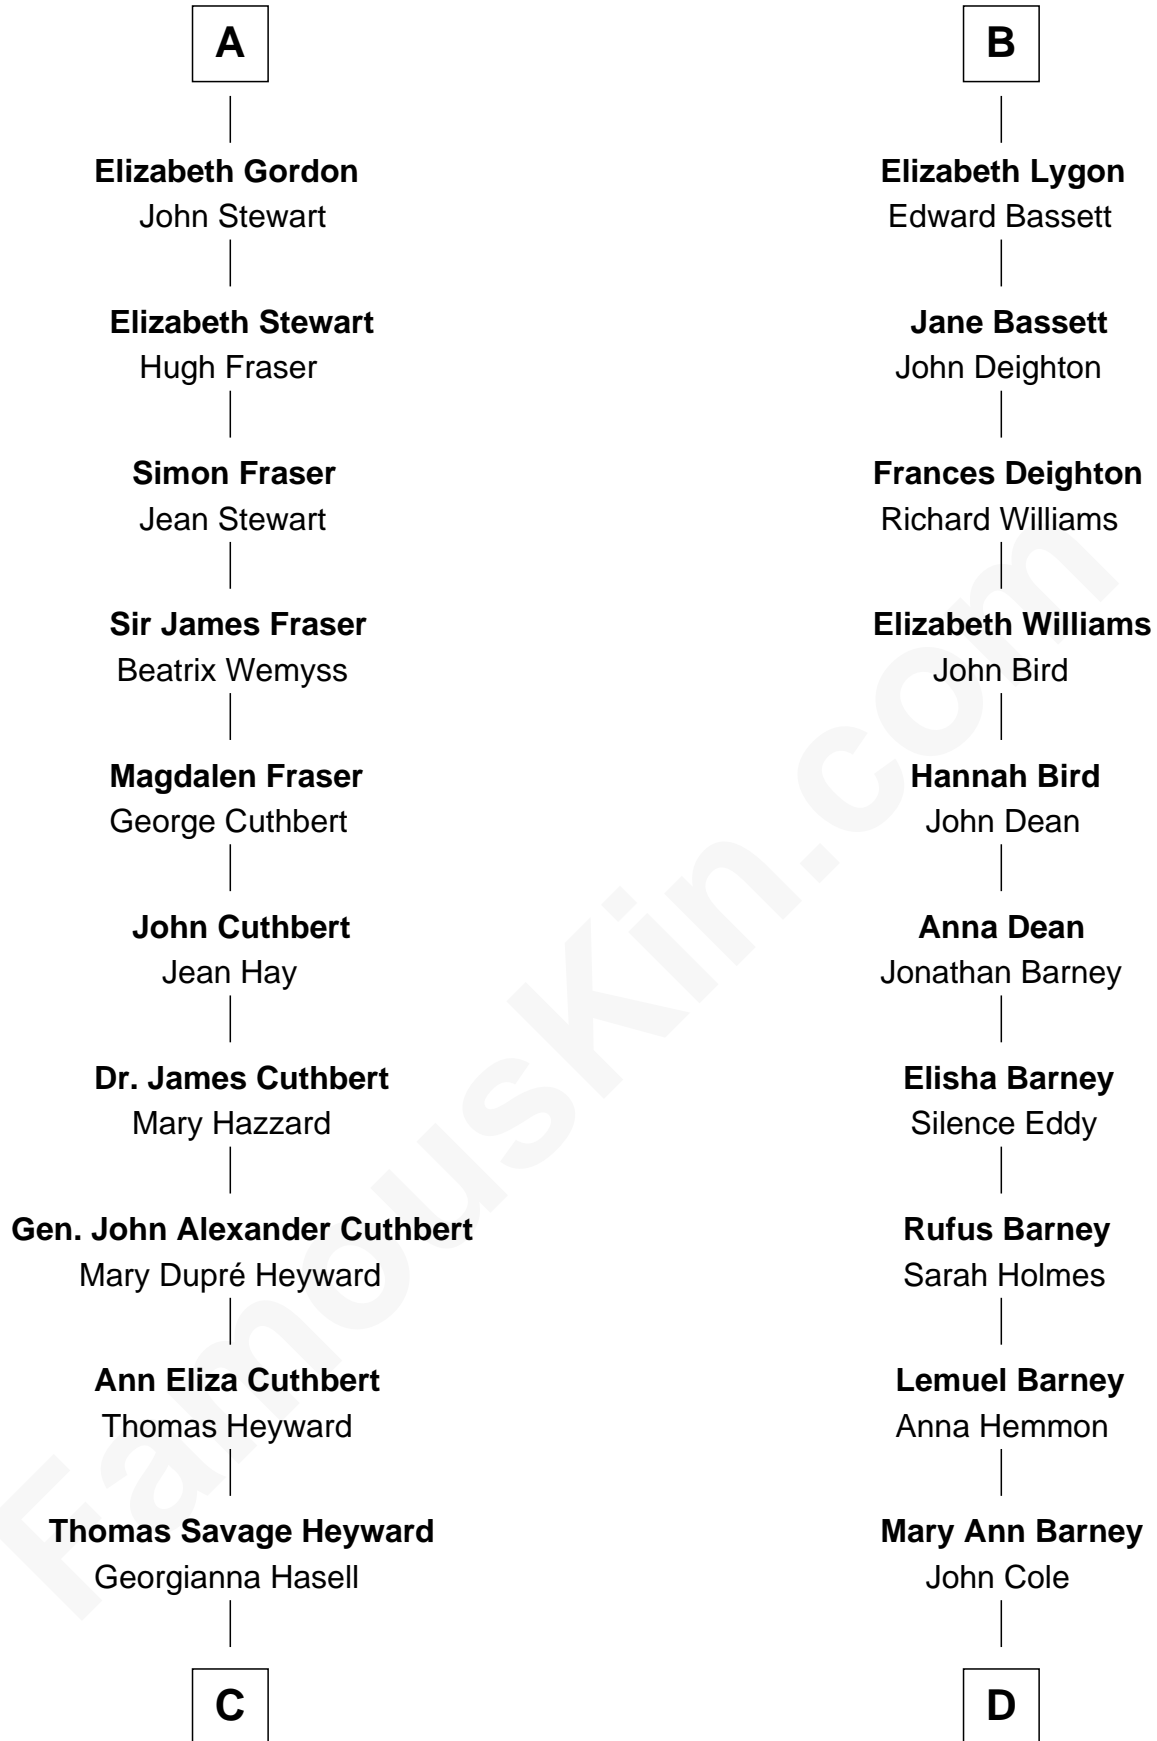 A
Elizabeth Gordon
John Stewart
Elizabeth Stewart
Hugh Fraser
Simon Fraser
Jean Stewart
Sir James Fraser
Beatrix Wemyss
Magdalen Fraser
George Cuthbert
John Cuthbert
Jean Hay
Dr. James Cuthbert
Mary Hazzard
Gen. John Alexander Cuthbert
Mary Dupré Heyward
Ann Eliza Cuthbert
Thomas Heyward
Thomas Savage Heyward
Georgianna Hasell
C
B
Elizabeth Lygon
Edward Bassett
Jane Bassett
John Deighton
Frances Deighton
Richard Williams
Elizabeth Williams
John Bird
Hannah Bird
John Dean
Anna Dean
Jonathan Barney
Elisha Barney
Silence Eddy
Rufus Barney
Sarah Holmes
Lemuel Barney
Anna Hemmon
Mary Ann Barney
John Cole
D
FamousKin.com